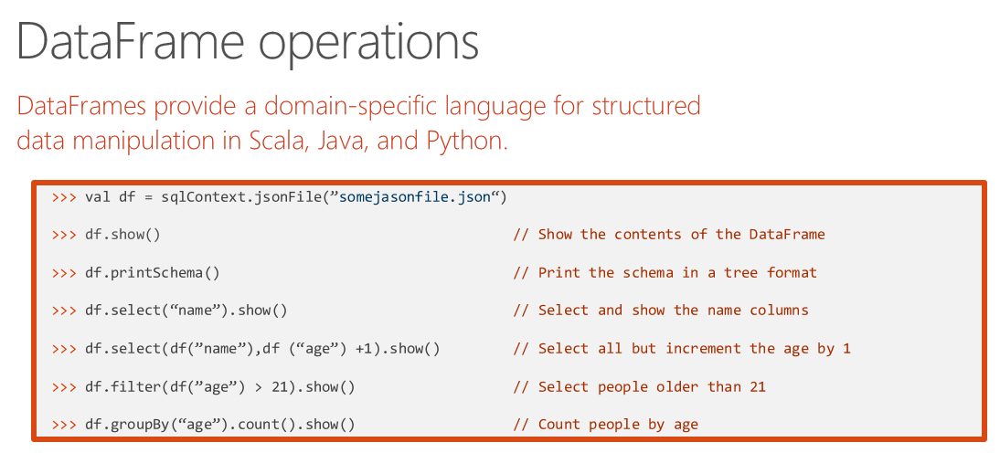 DataFrame operations
DataFrames provide a domain-specific language for structured
data manipulation in Scala, Java, and Python.
>>> val df = sqlContext.jsonFile(”somejasonfile.json“)
>>> df.show() // Show the contents of the DataFrame
>>> df.printSchema() // Print the schema in a tree format
>>> df.select(“name”).show() // Select and show the name columns
>>> df.select(df(”name”),df (“age”) +1).show() // Select all but increment the age by 1
>>> df.filter(df(”age”) > 21).show() // Select people older than 21
>>> df.groupBy(“age”).count().show() // Count people by age